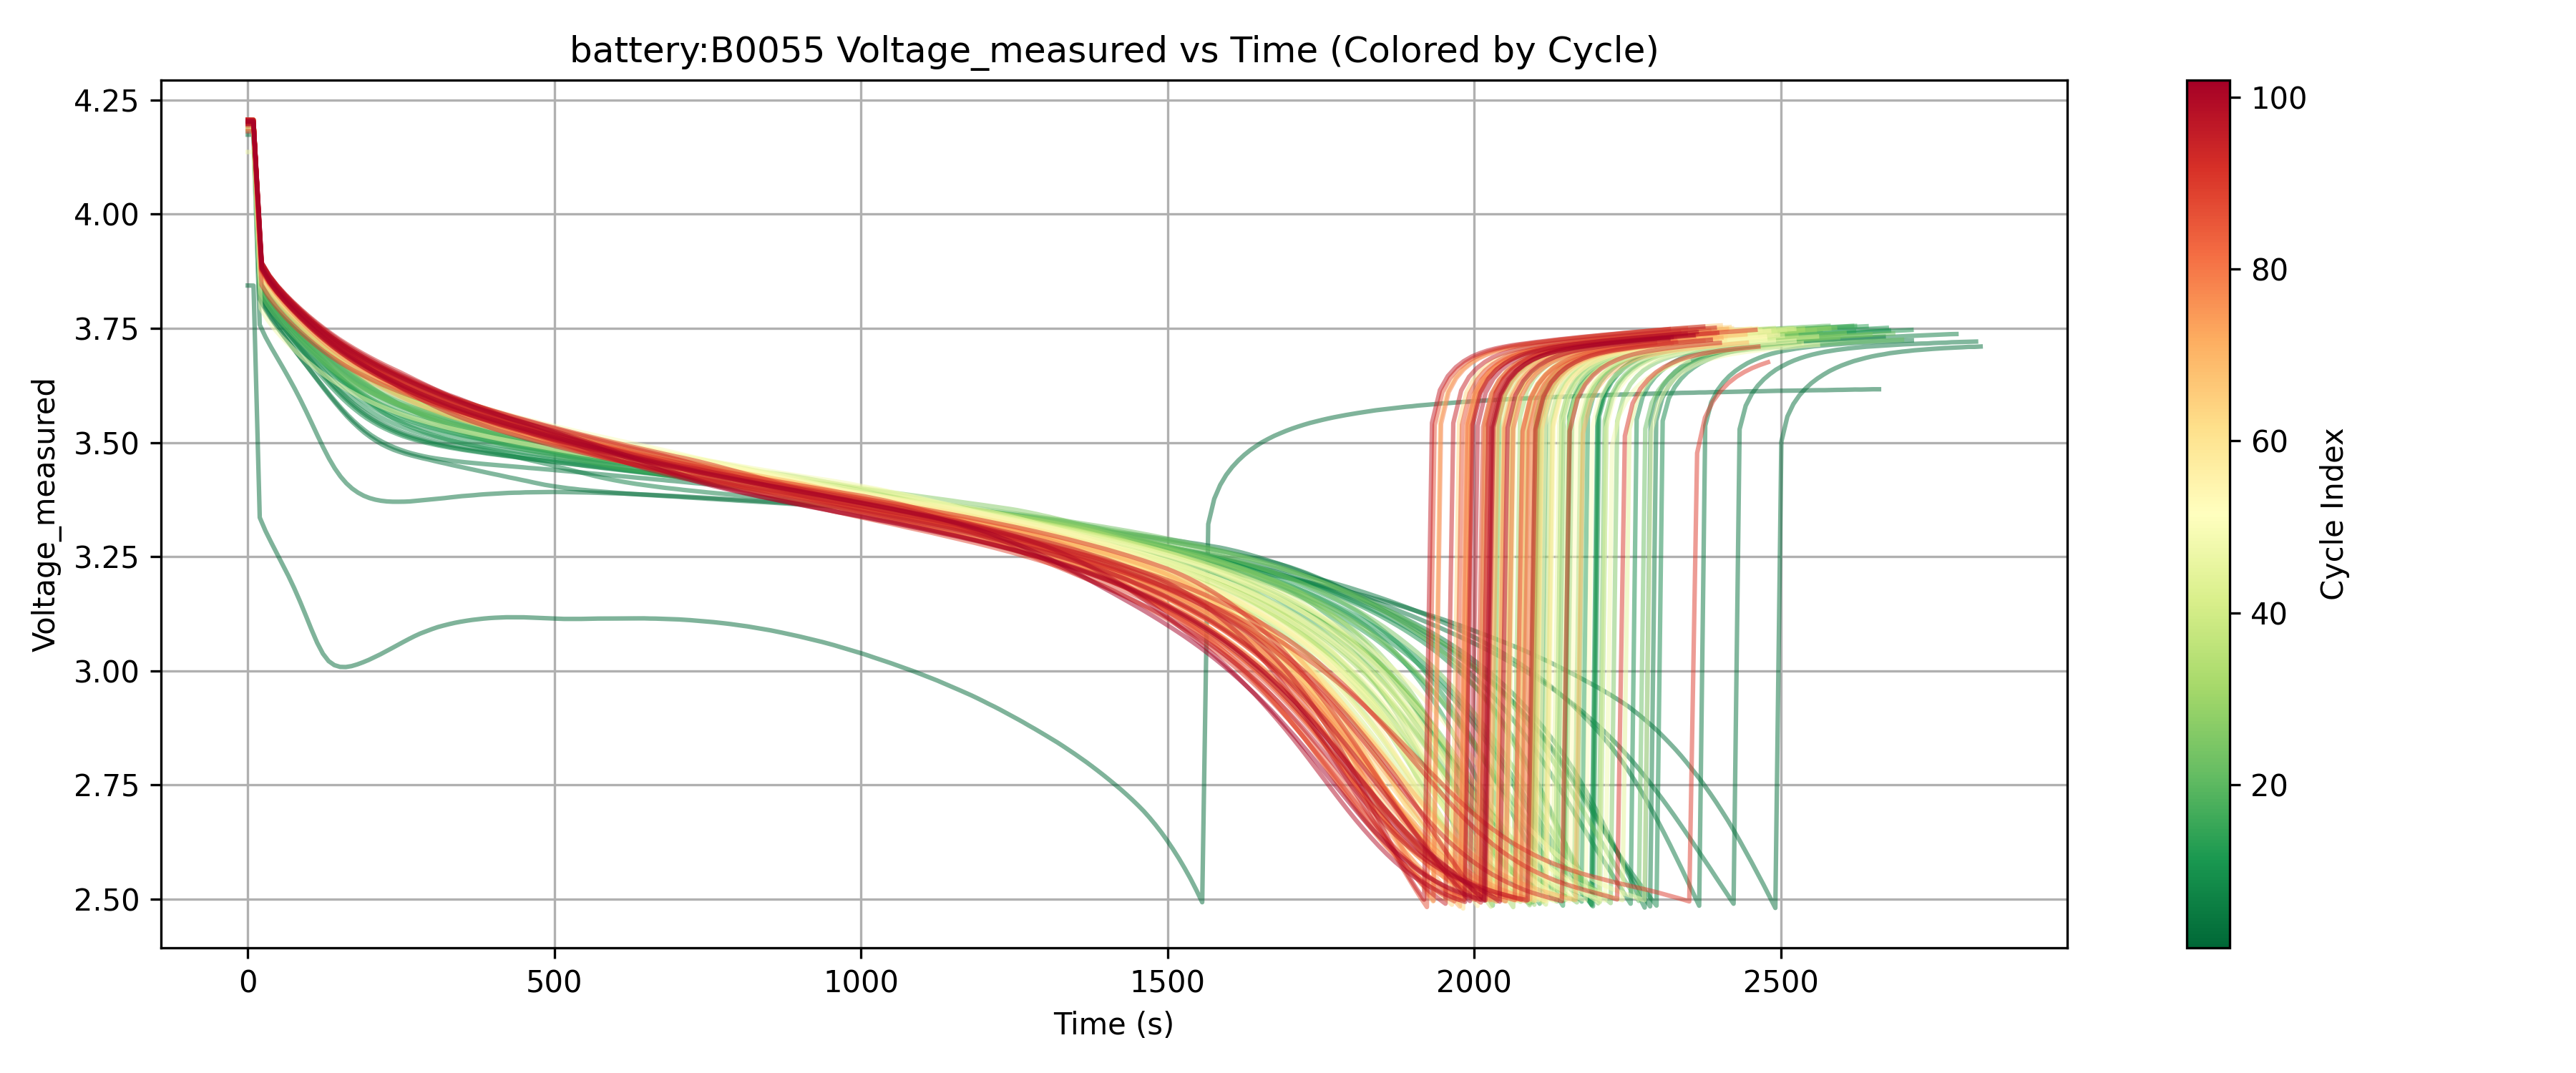 battery:B0055 Voltage_measured vs Time (Colored by Cycle)
4.25
4.00
3.75
3.50
3.25
3.00
2.75
2.50
Voltage_measured
0 500 1000 1500 2000 2500
Time (s)
100
80
60
40
20
Cycle Index